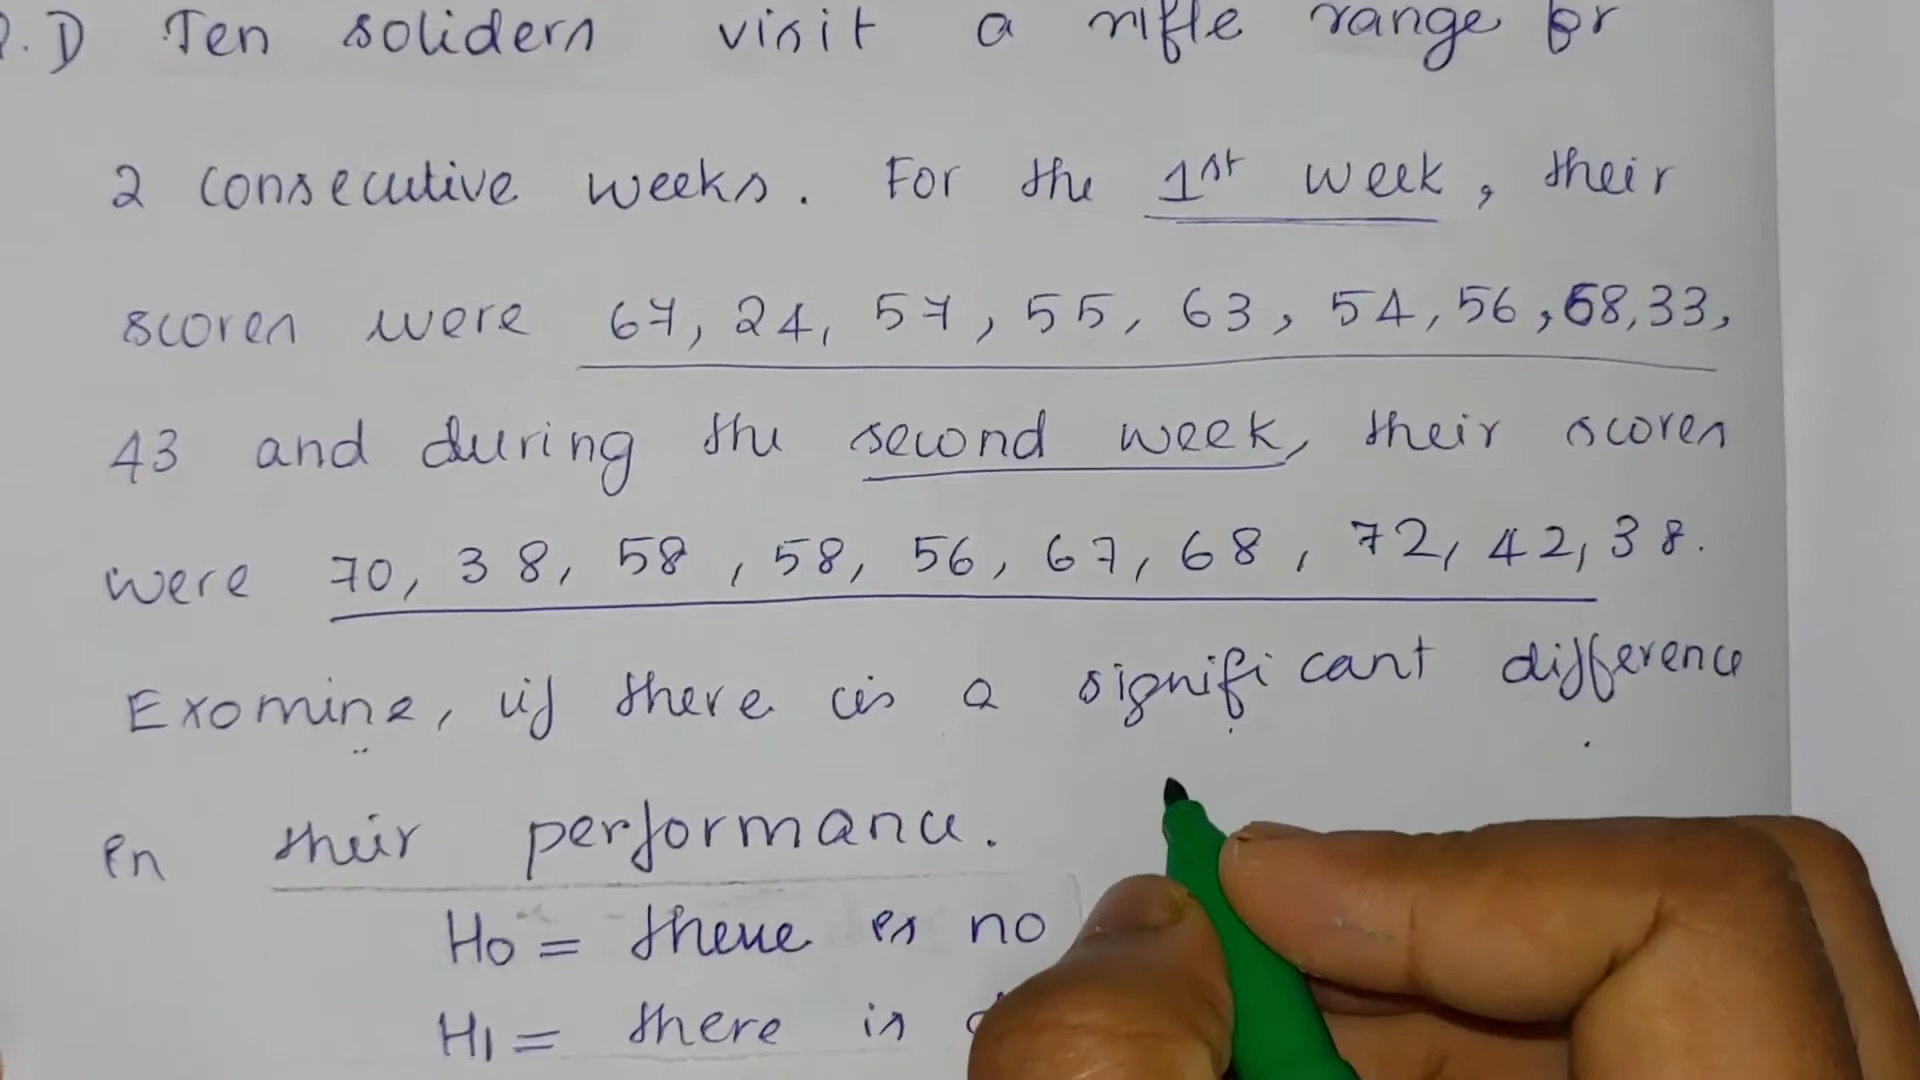 D Ten soliders visit a rifle range for
2 consecutive weeks. For the 1st week, their
scores were 67, 24, 57, 55, 63, 54, 56, 68, 33,
43 and during the second week, their scores
were 70, 38, 58, 58, 56, 67, 68, 72, 42, 38.
Examine, if there is a significant difference
in their performance.
H0 = there is no
H1 = there is